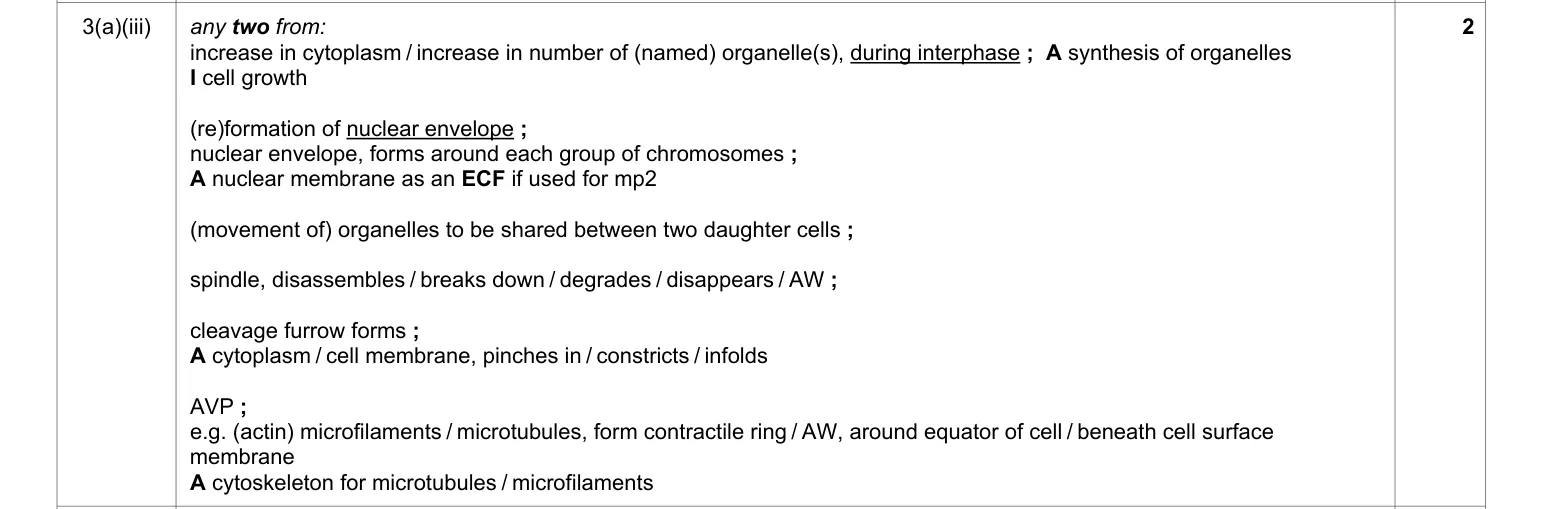 3(a)(iii) any two from: 2
increase in cytoplasm / increase in number of (named) organelle(s), during interphase ; A synthesis of organelles
I cell growth
(re)formation of nuclear envelope ;
nuclear envelope, forms around each group of chromosomes ;
A nuclear membrane as an ECF if used for mp2
(movement of) organelles to be shared between two daughter cells ;
spindle, disassembles / breaks down / degrades / disappears / AW ;
cleavage furrow forms ;
A cytoplasm / cell membrane, pinches in / constricts / infolds
AVP ;
e.g. (actin) microfilaments / microtubules, form contractile ring / AW, around equator of cell / beneath cell surface
membrane
A cytoskeleton for microtubules / microfilaments